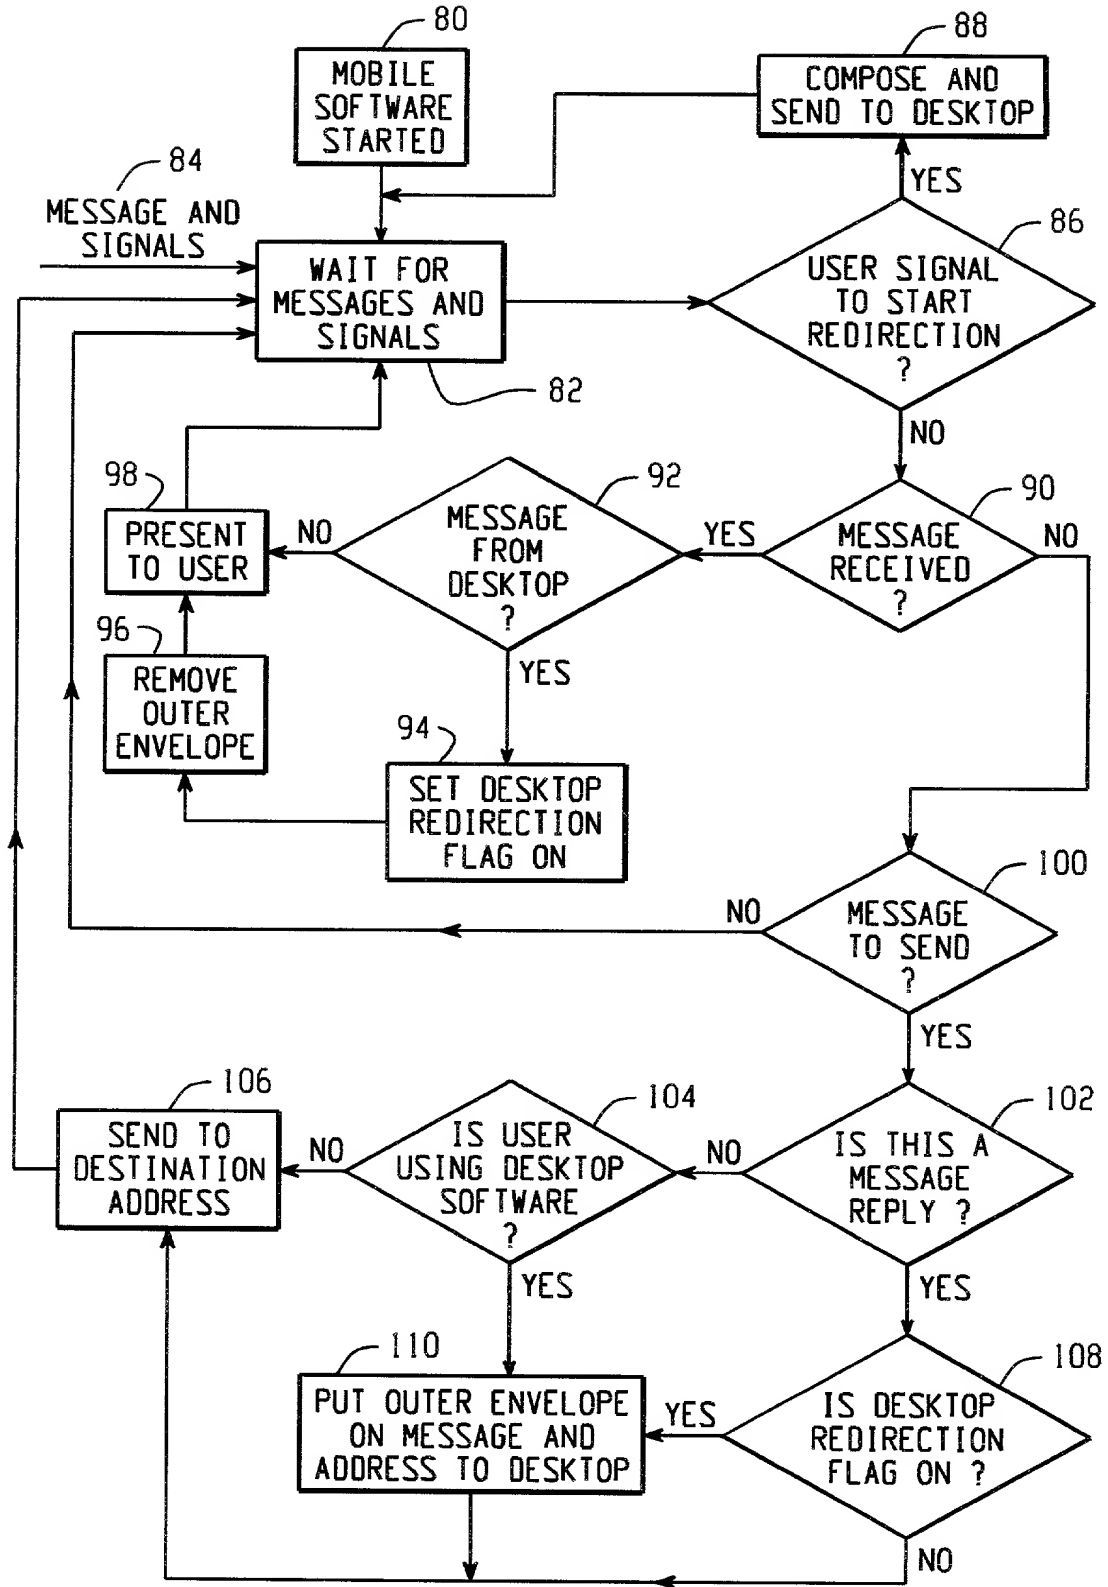 80
MOBILE
SOFTWARE
STARTED
88
COMPOSE AND
SEND TO DESKTOP
YES
84
MESSAGE AND
SIGNALS
WAIT FOR
MESSAGES AND
SIGNALS
82
86
USER SIGNAL
TO START
REDIRECTION
?
NO
98
PRESENT
TO USER
NO
92
MESSAGE
FROM
DESKTOP
?
YES
YES
90
MESSAGE
RECEIVED
?
NO
96
REMOVE
OUTER
ENVELOPE
94
SET DESKTOP
REDIRECTION
FLAG ON
100
MESSAGE
TO SEND
?
NO
YES
106
SEND TO
DESTINATION
ADDRESS
NO
104
IS USER
USING DESKTOP
SOFTWARE
?
YES
NO
102
IS THIS A
MESSAGE
REPLY ?
YES
110
PUT OUTER ENVELOPE
ON MESSAGE AND
ADDRESS TO DESKTOP
YES
108
IS DESKTOP
REDIRECTION
FLAG ON ?
NO